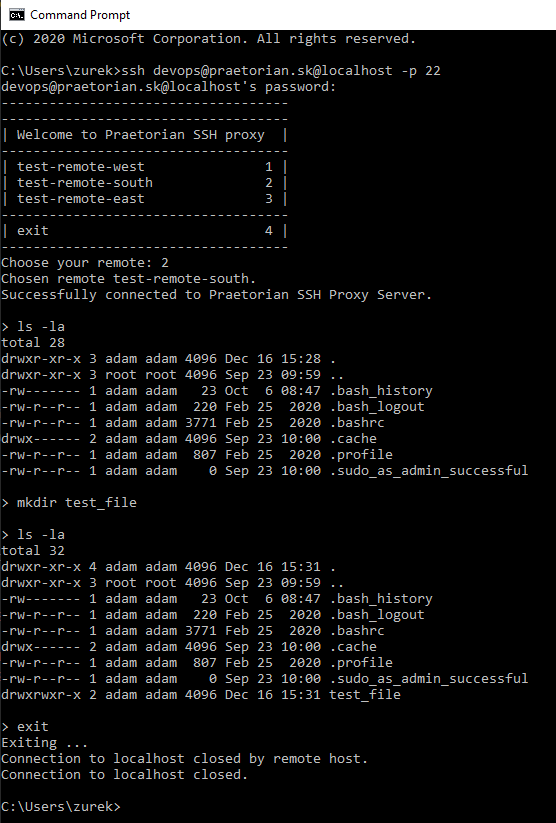 Command Prompt
(c) 2020 Microsoft Corporation. All rights reserved.
C:\Users\zurek>ssh devops@praetorian.sk@localhost -p 22
devops@praetorian.sk@localhost's password:
-----------------------------------
-----------------------------------
| Welcome to Praetorian SSH proxy  |
-----------------------------------
| test-remote-west               1 |
| test-remote-south              2 |
| test-remote-east               3 |
-----------------------------------
| exit                           4 |
-----------------------------------
Choose your remote: 2
Chosen remote test-remote-south.
Successfully connected to Praetorian SSH Proxy Server.
> ls -la
total 28
drwxr-xr-x 3 adam adam 4096 Dec 16 15:28 .
drwxr-xr-x 3 root root 4096 Sep 23 09:59 ..
-rw------- 1 adam adam   23 Oct  6 08:47 .bash_history
-rw-r--r-- 1 adam adam  220 Feb 25  2020 .bash_logout
-rw-r--r-- 1 adam adam 3771 Feb 25  2020 .bashrc
drwx------ 2 adam adam 4096 Sep 23 10:00 .cache
-rw-r--r-- 1 adam adam  807 Feb 25  2020 .profile
-rw-r--r-- 1 adam adam    0 Sep 23 10:00 .sudo_as_admin_successful
> mkdir test_file
> ls -la
total 32
drwxr-xr-x 4 adam adam 4096 Dec 16 15:31 .
drwxr-xr-x 3 root root 4096 Sep 23 09:59 ..
-rw------- 1 adam adam   23 Oct  6 08:47 .bash_history
-rw-r--r-- 1 adam adam  220 Feb 25  2020 .bash_logout
-rw-r--r-- 1 adam adam 3771 Feb 25  2020 .bashrc
drwx------ 2 adam adam 4096 Sep 23 10:00 .cache
-rw-r--r-- 1 adam adam  807 Feb 25  2020 .profile
-rw-r--r-- 1 adam adam    0 Sep 23 10:00 .sudo_as_admin_successful
drwxrwxr-x 2 adam adam 4096 Dec 16 15:31 test_file
> exit
Exiting ...
Connection to localhost closed by remote host.
Connection to localhost closed.
C:\Users\zurek>